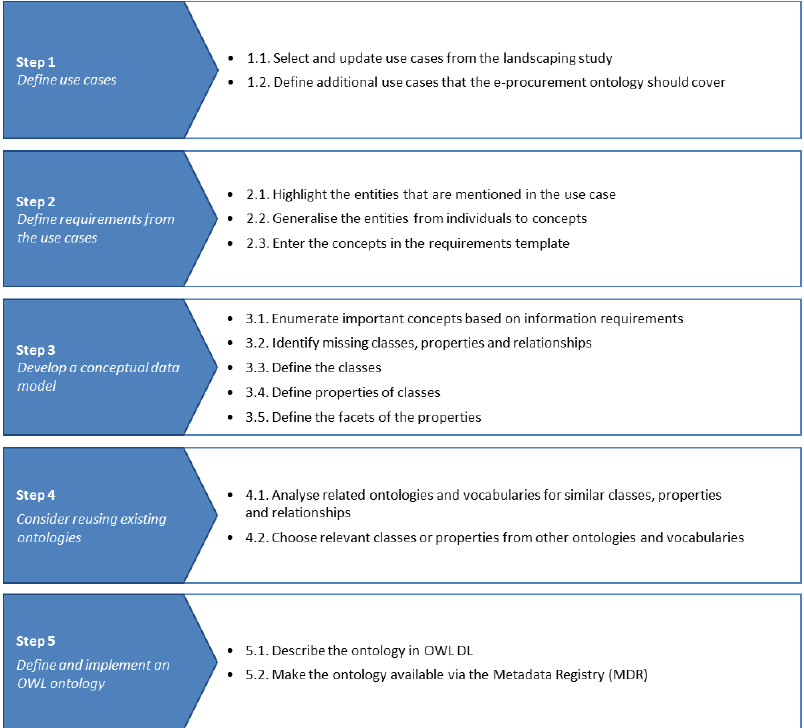 Step 1
Define use cases
• 1.1. Select and update use cases from the landscaping study
• 1.2. Define additional use cases that the e-procurement ontology should cover
Step 2
Define requirements from
the use cases
• 2.1. Highlight the entities that are mentioned in the use case
• 2.2. Generalise the entities from individuals to concepts
• 2.3. Enter the concepts in the requirements template
Step 3
Develop a conceptual data
model
• 3.1. Enumerate important concepts based on information requirements
• 3.2. Identify missing classes, properties and relationships
• 3.3. Define the classes
• 3.4. Define properties of classes
• 3.5. Define the facets of the properties
Step 4
Consider reusing existing
ontologies
• 4.1. Analyse related ontologies and vocabularies for similar classes, properties
and relationships
• 4.2. Choose relevant classes or properties from other ontologies and vocabularies
Step 5
Define and implement an
OWL ontology
• 5.1. Describe the ontology in OWL DL
• 5.2. Make the ontology available via the Metadata Registry (MDR)